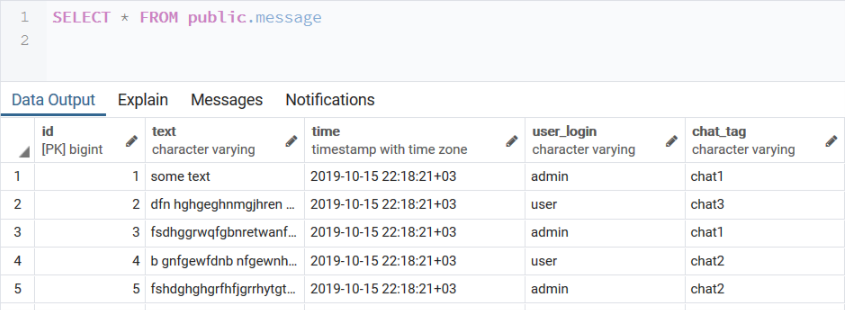 1 SELECT * FROM public.message
2
Data Output Explain Messages Notifications
id text time user_login chat_tag
[PK] bigint character varying timestamp with time zone character varying character varying
1 1 some text 2019-10-15 22:18:21+03 admin chat1
2 2 dfn hghgeghnmgjhren ... 2019-10-15 22:18:21+03 user chat3
3 3 fsdhggrwqfgbnretwanf... 2019-10-15 22:18:21+03 admin chat1
4 4 b gnfgewfdnb nfgewnh... 2019-10-15 22:18:21+03 user chat2
5 5 fshdghghgrfhfjgrrhytgt... 2019-10-15 22:18:21+03 admin chat2